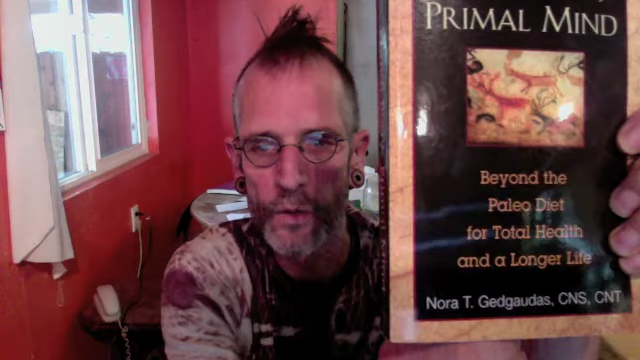 PRIMAL MIND
Beyond the
Paleo Diet
for Total Health
and a Longer Life
Nora T. Gedgaudas, CNS, CNT